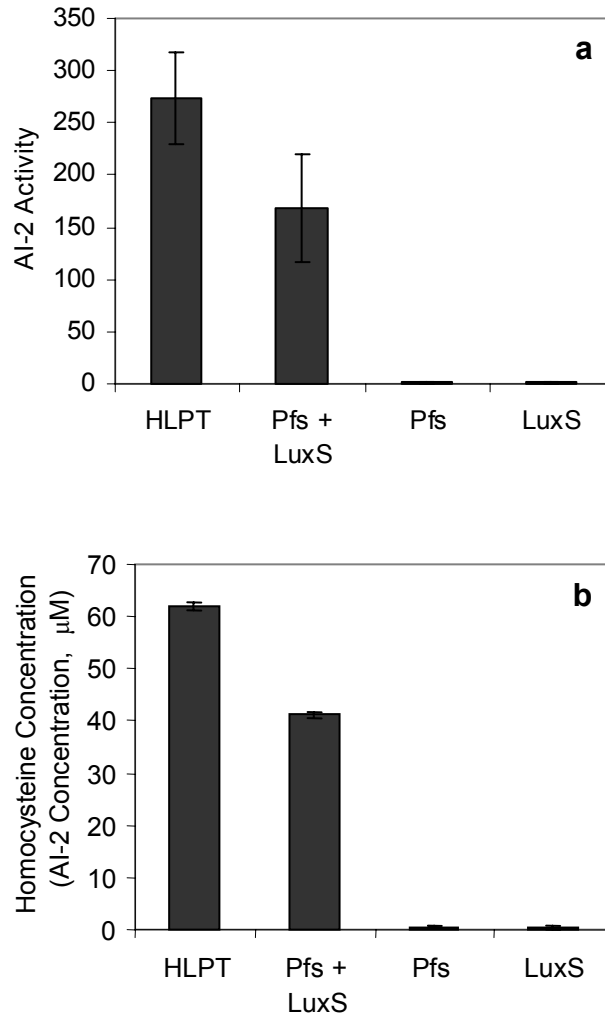 350
300
250
200
150
100
50
0
AI-2 Activity
a
HLPT
Pfs +
LuxS
Pfs
LuxS
70
60
50
40
30
20
10
0
Homocysteine Concentration
(AI-2 Concentration, μM)
b
HLPT
Pfs +
LuxS
Pfs
LuxS